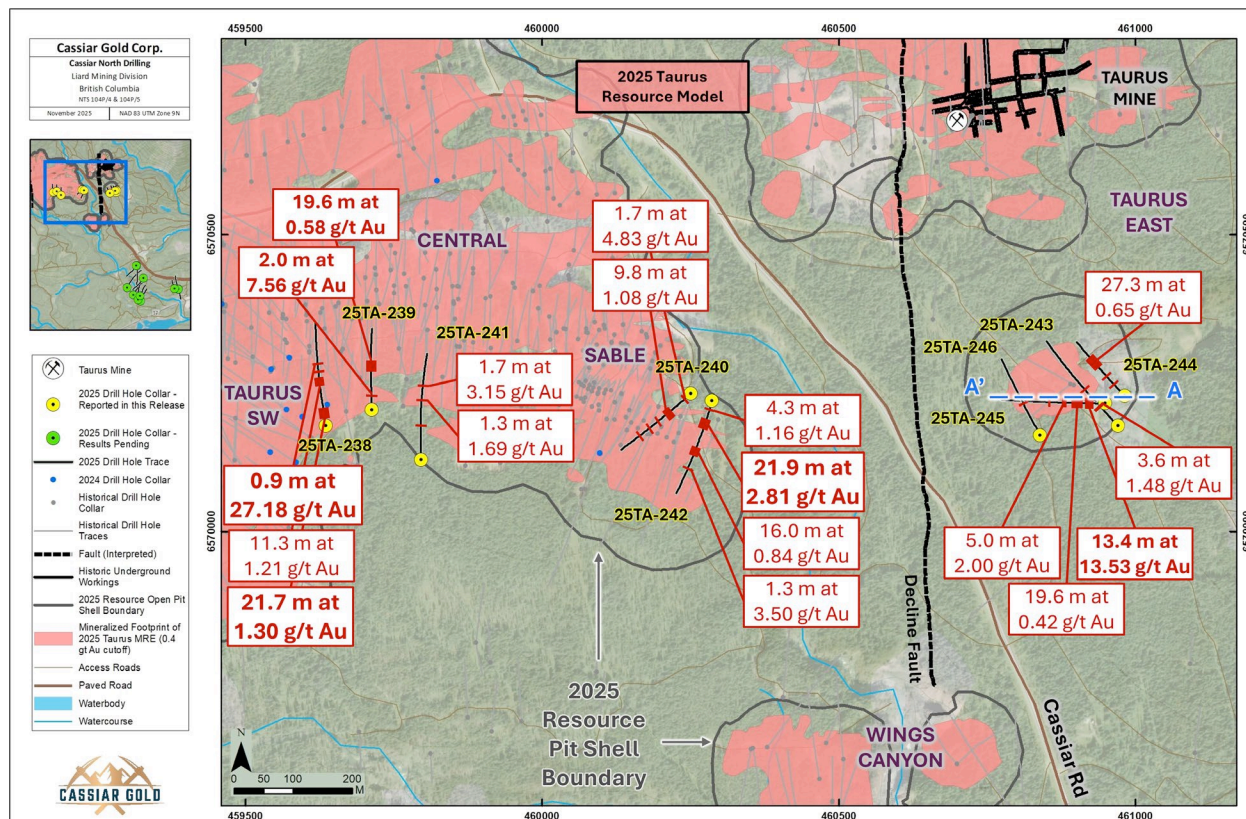 Cassiar Gold Corp.
Cassiar North Drilling
Liard Mining Division
British Columbia
NTS 104P/4 & 104P/5
November 2025
NAD 83 UTM Zone 9N
Taurus Mine
2025 Drill Hole Collar -
Reported in this Release
2025 Drill Hole Collar -
Results Pending
2025 Drill Hole Trace
2024 Drill Hole Collar
Historical Drill Hole
Collar
Historical Drill Hole
Traces
Fault (Interpreted)
Historic Underground
Workings
2025 Resource Open Pit
Shell Boundary
Mineralized Footprint of
2025 Taurus MRE (0.4
gt Au cutoff)
Access Roads
Paved Road
Waterbody
Watercourse
CASSIAR GOLD
459500
460000
460500
461000
6570500
6570000
2025 Taurus
Resource Model
TAURUS
MINE
TAURUS
EAST
CENTRAL
SABLE
TAURUS
SW
19.6 m at
0.58 g/t Au
2.0 m at
7.56 g/t Au
25TA-239
25TA-241
25TA-238
1.7 m at
3.15 g/t Au
1.3 m at
1.69 g/t Au
0.9 m at
27.18 g/t Au
11.3 m at
1.21 g/t Au
21.7 m at
1.30 g/t Au
1.7 m at
4.83 g/t Au
9.8 m at
1.08 g/t Au
25TA-240
25TA-242
4.3 m at
1.16 g/t Au
21.9 m at
2.81 g/t Au
16.0 m at
0.84 g/t Au
1.3 m at
3.50 g/t Au
27.3 m at
0.65 g/t Au
25TA-243
25TA-246
25TA-244
25TA-245
A'
A
3.6 m at
1.48 g/t Au
5.0 m at
2.00 g/t Au
13.4 m at
13.53 g/t Au
19.6 m at
0.42 g/t Au
Decline Fault
Cassiar Rd
2025
Resource
Pit Shell
Boundary
WINGS
CANYON
N
0
50
100
200
M
459500
460000
460500
461000
6570500
6570000